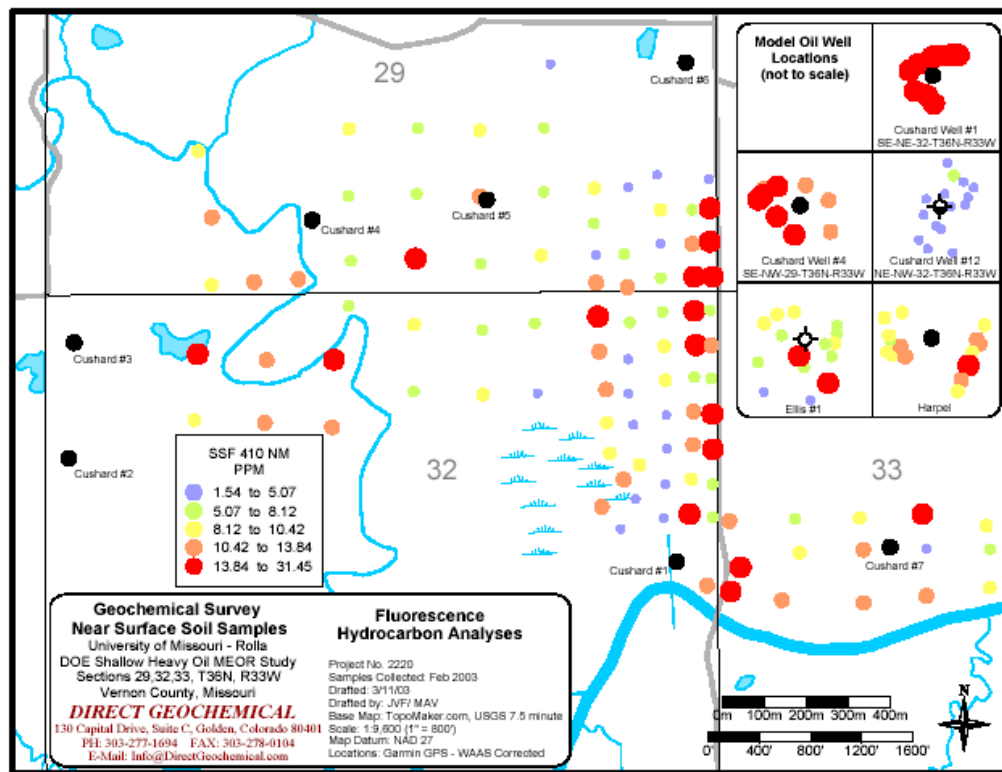 29
Cushard #6
Model Oil Well
Locations
(not to scale)
Cushard Well #1
SE-NE-32-T36N-R33W
Cushard #5
Cushard #4
Cushard Well #4
SE-NW-29-T36N-R33W
Cushard Well #12
NE-NW-32-T36N-R33W
Cushard #3
Ellis #1
Harpel
Cushard #2
32
33
SSF 410 NM
PPM
1.54 to 5.07
5.07 to 8.12
8.12 to 10.42
10.42 to 13.84
13.84 to 31.45
Cushard #1
Cushard #7
Geochemical Survey
Near Surface Soil Samples
University of Missouri - Rolla
DOE Shallow Heavy Oil MEOR Study
Sections 29,32,33, T36N, R33W
Vernon County, Missouri
DIRECT GEOCHEMICAL
130 Capital Drive, Suite C, Golden, Colorado 80401
PH: 303-277-1694 FAX: 303-278-0104
E-Mail: Info@DirectGeochemical.com
Fluorescence
Hydrocarbon Analyses
Project No. 2220
Samples Collected: Feb 2003
Drafted: 3/11/03
Drafted by: JVF/ MAV
Base Map: TopoMaker.com, USGS 7.5 minute
Scale: 1:9,600 (1" = 800')
Map Datum: NAD 27
Locations: Garmin GPS - WAAS Corrected
0m 100m 200m 300m 400m
0' 400' 800' 1200' 1600'
N